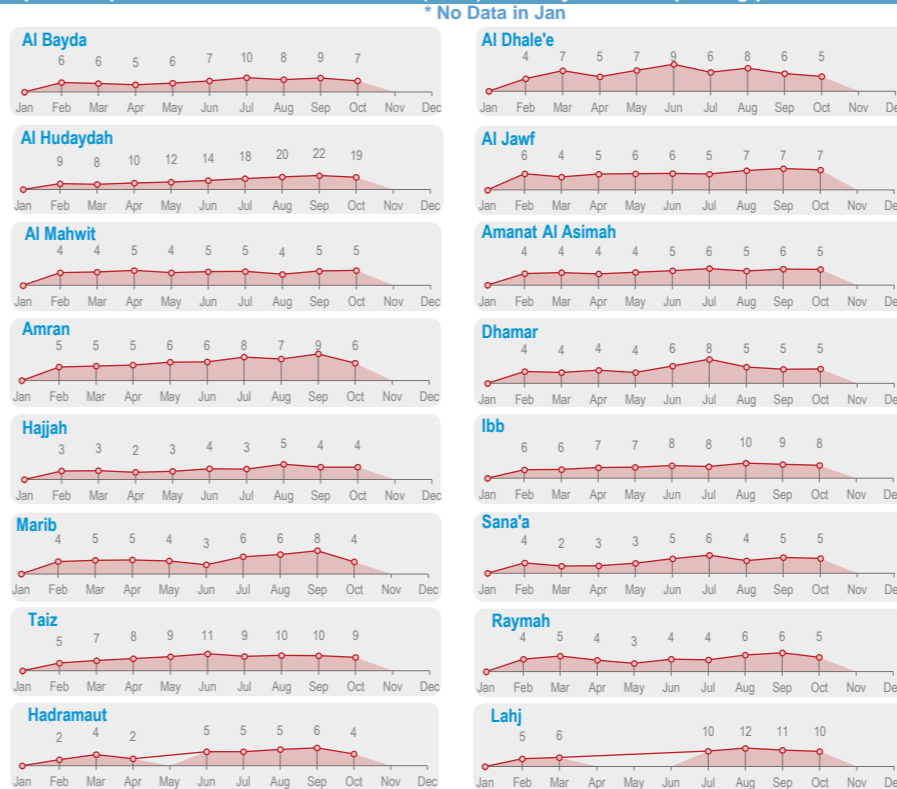 * No Data in Jan
Al Bayda
6 6 5 6 7 10 8 9 7
Jan Feb Mar Apr May Jun Jul Aug Sep Oct Nov Dec
Al Dhale'e
4 7 5 7 9 6 8 6 5
Jan Feb Mar Apr May Jun Jul Aug Sep Oct Nov De
Al Hudaydah
9 8 10 12 14 18 20 22 19
Jan Feb Mar Apr May Jun Jul Aug Sep Oct Nov Dec
Al Jawf
6 4 5 6 6 5 7 7 7
Jan Feb Mar Apr May Jun Jul Aug Sep Oct Nov De
Al Mahwit
4 4 5 4 5 5 4 5 5
Jan Feb Mar Apr May Jun Jul Aug Sep Oct Nov Dec
Amanat Al Asimah
4 4 4 4 5 6 5 6 5
Jan Feb Mar Apr May Jun Jul Aug Sep Oct Nov De
Amran
5 5 5 6 6 8 7 9 6
Jan Feb Mar Apr May Jun Jul Aug Sep Oct Nov Dec
Dhamar
4 4 4 4 6 8 5 5 5
Jan Feb Mar Apr May Jun Jul Aug Sep Oct Nov De
Hajjah
3 3 2 3 4 3 5 4 4
Jan Feb Mar Apr May Jun Jul Aug Sep Oct Nov Dec
Ibb
6 6 7 7 8 8 10 9 8
Jan Feb Mar Apr May Jun Jul Aug Sep Oct Nov De
Marib
4 5 5 4 3 6 6 8 4
Jan Feb Mar Apr May Jun Jul Aug Sep Oct Nov Dec
Sana'a
4 2 3 3 5 6 4 5 5
Jan Feb Mar Apr May Jun Jul Aug Sep Oct Nov De
Taiz
5 7 8 9 11 9 10 10 9
Jan Feb Mar Apr May Jun Jul Aug Sep Oct Nov Dec
Raymah
4 5 4 3 4 4 6 6 5
Jan Feb Mar Apr May Jun Jul Aug Sep Oct Nov De
Hadramaut
2 4 2 5 5 5 6 4
Jan Feb Mar Apr May Jun Jul Aug Sep Oct Nov Dec
Lahj
5 6 10 12 11 10
Jan Feb Mar Apr May Jun Jul Aug Sep Oct Nov De